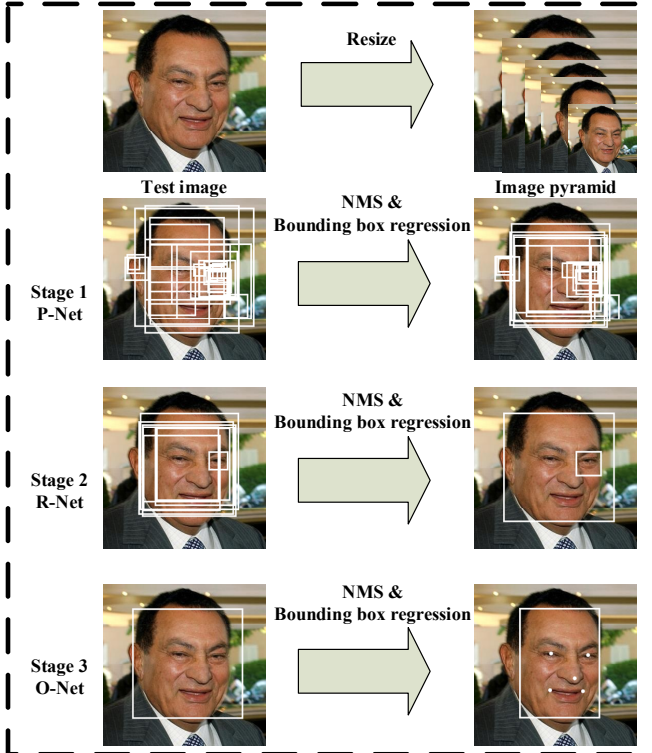 Resize
Test image
Image pyramid
NMS &
Bounding box regression
Stage 1
P-Net
NMS &
Bounding box regression
Stage 2
R-Net
NMS &
Bounding box regression
Stage 3
O-Net